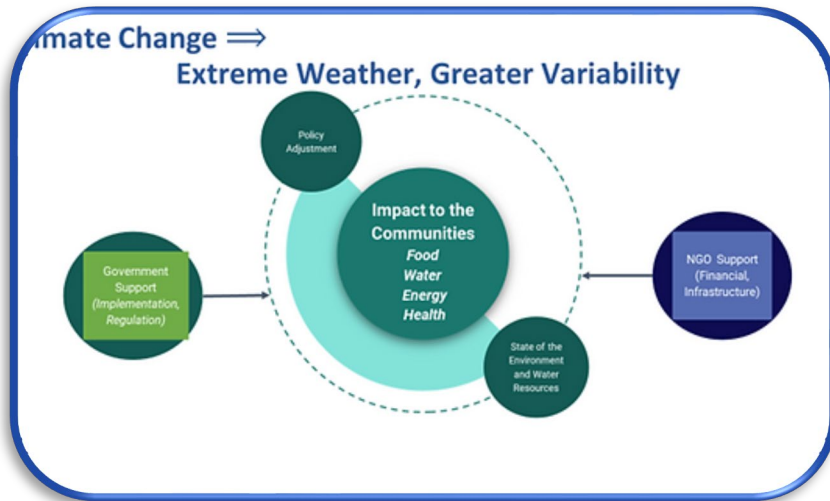 imate Change ⟹
Extreme Weather, Greater Variability
Policy
Adjustment
Impact to the
Communities
Food
Water
Energy
Health
Government
Support
(Implementation,
Regulation)
NGO Support
(Financial,
Infrastructure)
State of the
Environment
and Water
Resources